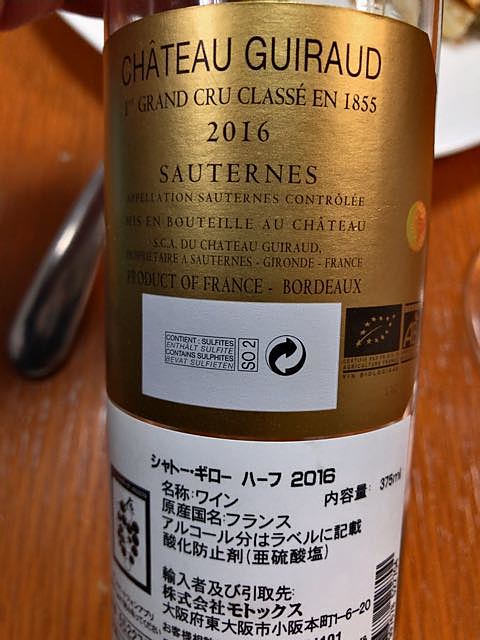 CHÂTEAU GUIRAUD
1er GRAND CRU CLASSÉ EN 1855
2016
SAUTERNES
APPELLATION SAUTERNES CONTRÔLÉE
MIS EN BOUTEILLE AU CHÂTEAU
S.C.A. DU CHATEAU GUIRAUD,
PROPRIÉTAIRE A SAUTERNES - GIRONDE - FRANCE
PRODUCT OF FRANCE - BORDEAUX
CONTIENT : SULFITES
ENTHÄLT SULFITE
CONTAINS SULPHITES
BEVAT SULFIETEN
SO 2
AGRICULTURE FRANCE
VIN BIOLOGIQUE
シャトー・ギロー ハーフ 2016
名称:ワイン
内容量: 375ml
原産国名:フランス
アルコール分はラベルに記載
酸化防止剤(亜硫酸塩)
輸入者及び引取先:
株式会社モトックス
大阪府東大阪市小阪本町1-6-20